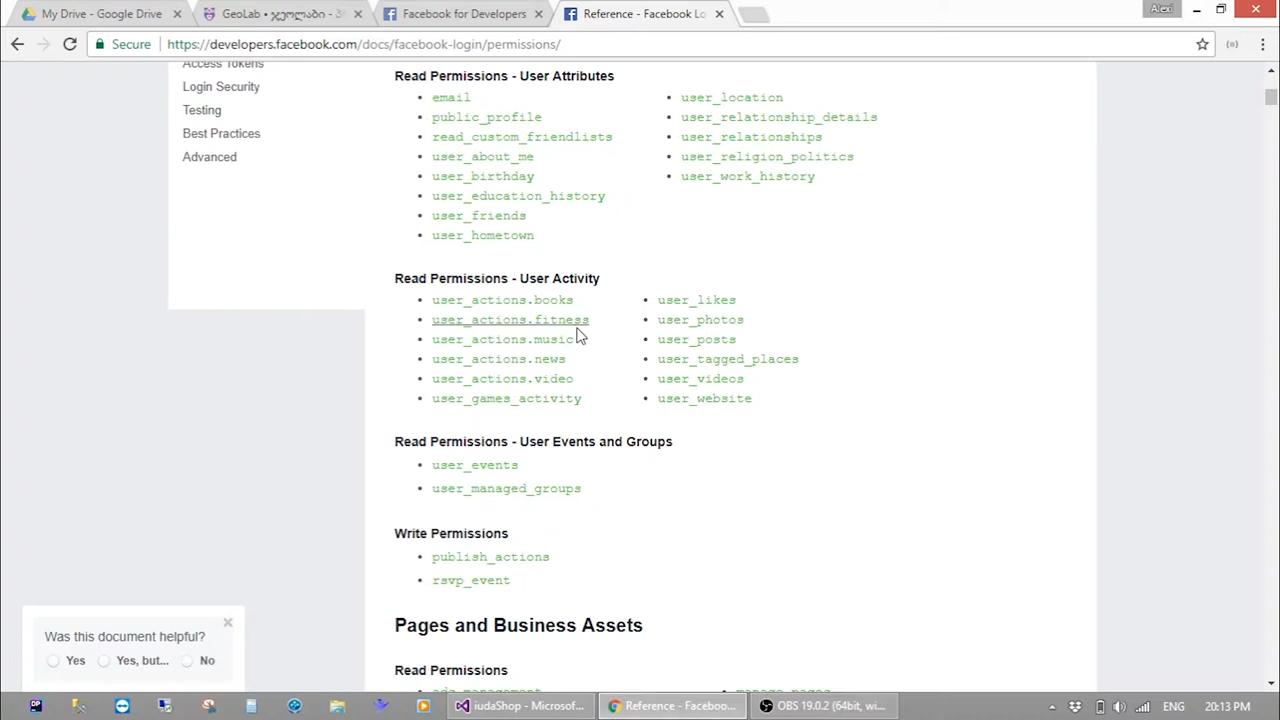 My Drive - Google Drive
GeoLab • ჯეოლაბი - პ
Facebook for Developers
Reference - Facebook Lo
Alexi
Secure
https://developers.facebook.com/docs/facebook-login/permissions/
Access Tokens
Login Security
Testing
Best Practices
Advanced
Read Permissions - User Attributes
email
public_profile
read_custom_friendlists
user_about_me
user_birthday
user_education_history
user_friends
user_hometown
user_location
user_relationship_details
user_relationships
user_religion_politics
user_work_history
Read Permissions - User Activity
user_actions.books
user_actions.fitness
user_actions.music
user_actions.news
user_actions.video
user_games_activity
user_likes
user_photos
user_posts
user_tagged_places
user_videos
user_website
Read Permissions - User Events and Groups
user_events
user_managed_groups
Write Permissions
publish_actions
rsvp_event
Pages and Business Assets
Read Permissions
ads_management
manage_pages
Was this document helpful?
Yes
Yes, but...
No
iudaShop - Microsof...
Reference - Faceboo...
OBS 19.0.2 (64bit, wi...
ENG
20:13 PM